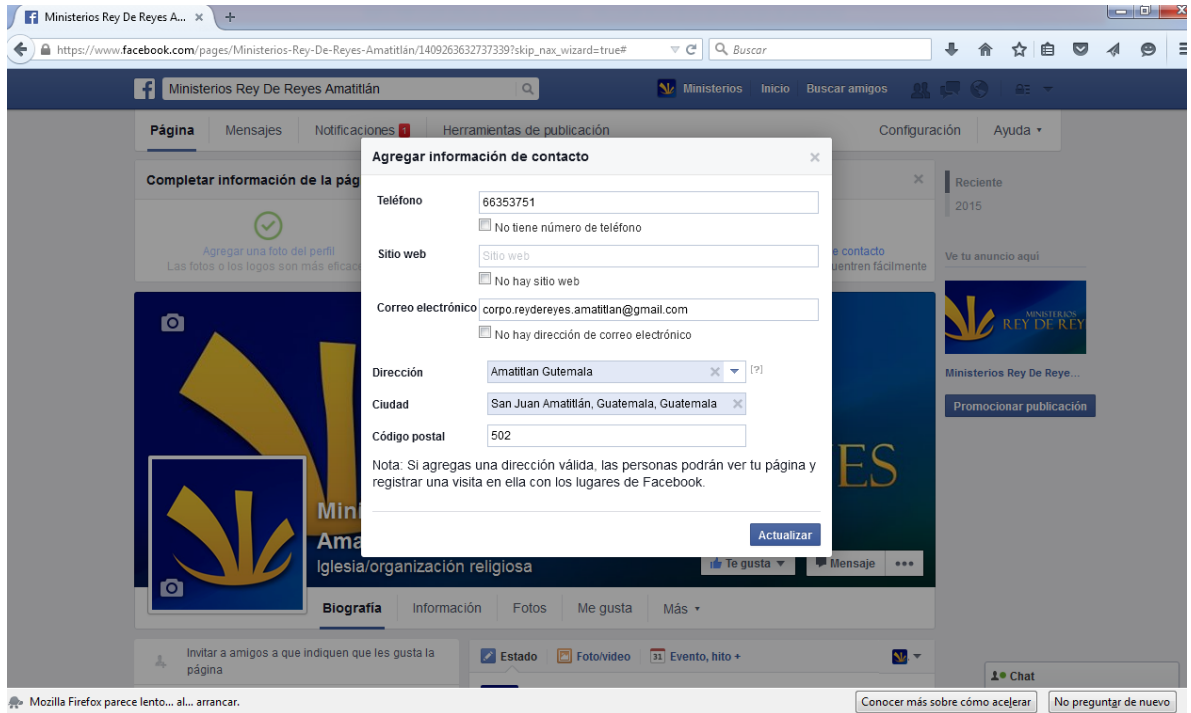 Ministerios Rey De Reyes A... × +
https://www.facebook.com/pages/Ministerios-Rey-De-Reyes-Amatitlán/1409263632737339?skip_nax_wizard=true#
Buscar
Ministerios Rey De Reyes Amatitlán
Ministerios Inicio Buscar amigos
Página Mensajes Notificaciones 1 Herramientas de publicación Configuración Ayuda
Completar información de la pág
Agregar una foto del perfil
Las fotos o los logos son más eficac
e contacto
uentren fácilmente
Agregar información de contacto ×
Teléfono 66353751
No tiene número de teléfono
Sitio web Sitio web
No hay sitio web
Correo electrónico corpo.reydereyes.amatitlan@gmail.com
No hay dirección de correo electrónico
Dirección Amatitlan Gutemala [?]
Ciudad San Juan Amatitlán, Guatemala, Guatemala
Código postal 502
Nota: Si agregas una dirección válida, las personas podrán ver tu página y
registrar una visita en ella con los lugares de Facebook.
Actualizar
Reciente
2015
Ve tu anuncio aquí
MINISTERIOS
REY DE REY
Ministerios Rey De Reye...
Promocionar publicación
ES
Mini
Ama
Iglesia/organización religiosa
Te gusta Mensaje
Biografía Información Fotos Me gusta Más
Invitar a amigos a que indiquen que les gusta la
página
Estado Foto/video 31 Evento, hito +
Chat
Mozilla Firefox parece lento... al... arrancar.
Conocer más sobre cómo acelerar No preguntar de nuevo